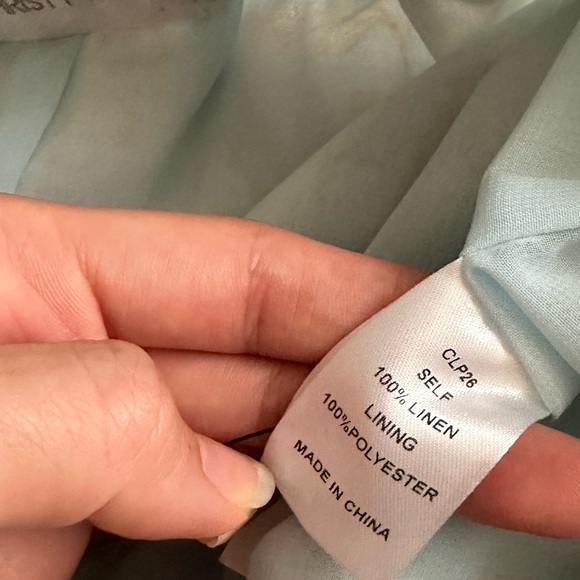 CLP26
SELF
100% LINEN
LINING
100%POLYESTER
MADE IN CHINA